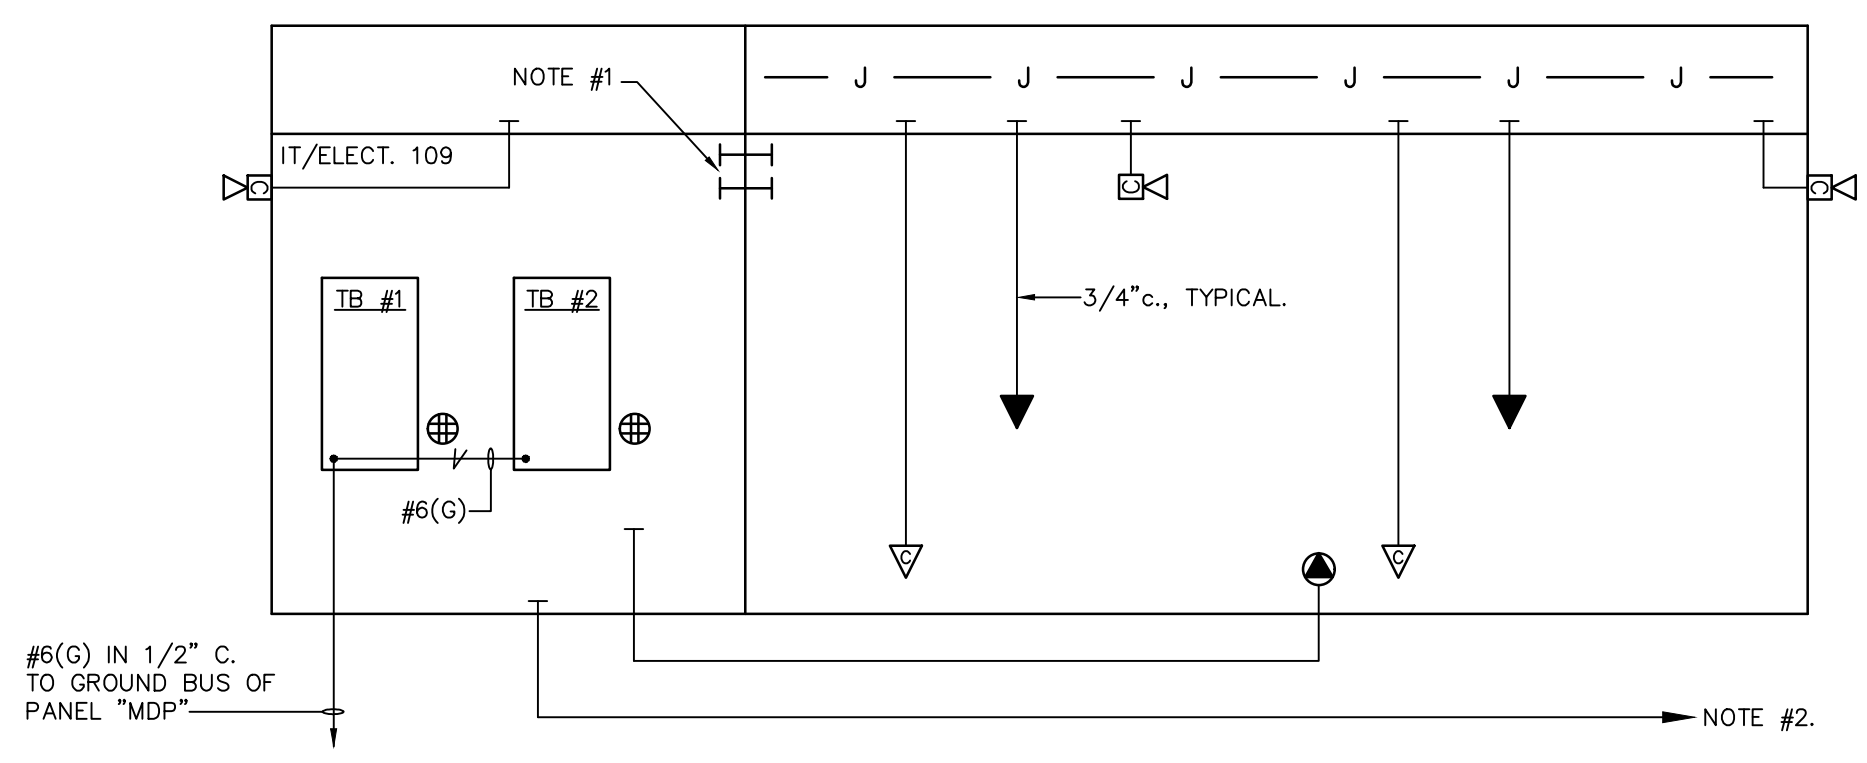 NOTE #1
J J J J J J
IT/ELECT. 109
C
C
C
TB #1
TB #2
3/4"c., TYPICAL.
#6(G)
C
C
#6(G) IN 1/2" C.
TO GROUND BUS OF
PANEL "MDP"
NOTE #2.